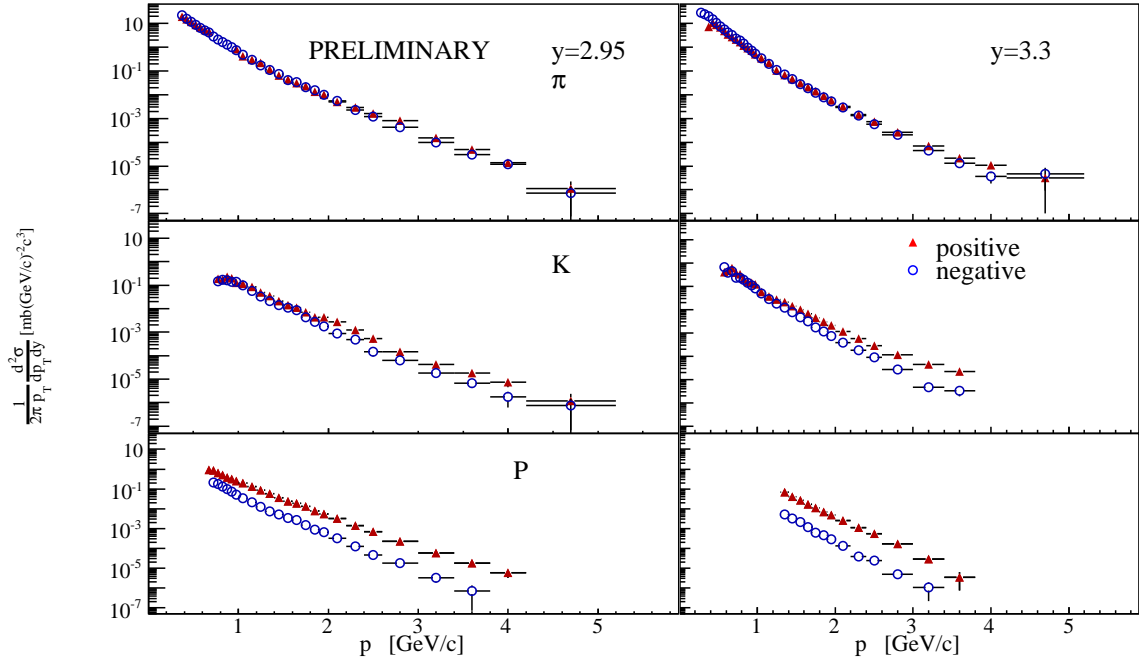 PRELIMINARY
y=2.95
π
y=3.3
10
10^-1
10^-3
10^-5
-7
K
positive
negative
10
10^-1
10^-3
10^-5
-7
P
10
10^-1
10^-3
10^-5
10^-7
1 2 3 4 5
1 2 3 4 5
p [GeV/c]
p [GeV/c]
1/(2π p_T) d²σ/(dp_T dy) [mb(GeV/c)^-2 c^3]